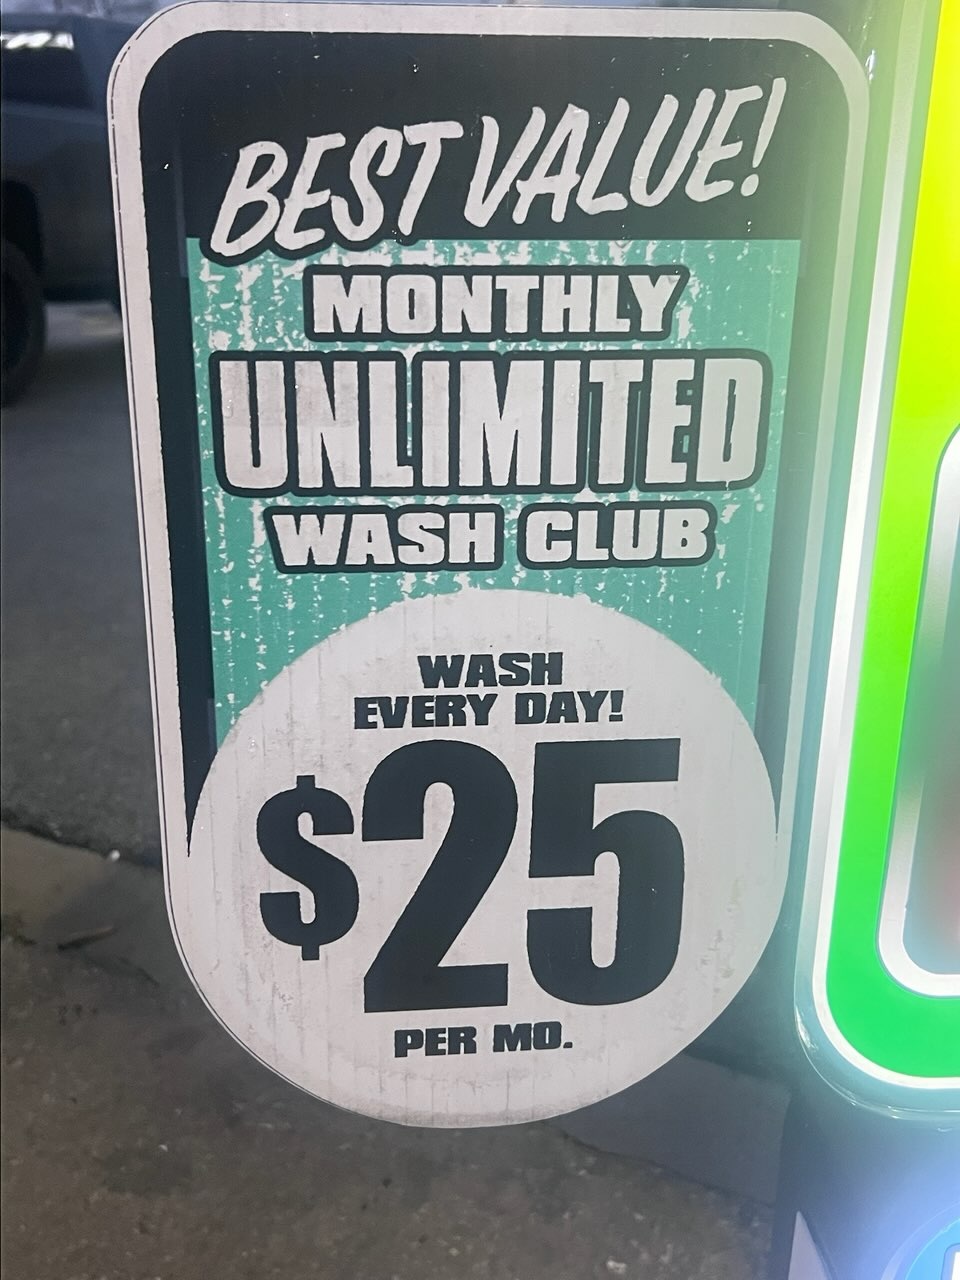 BEST VALUE!
MONTHLY
UNLIMITED
WASH CLUB
WASH
EVERY DAY!
$25
PER MO.